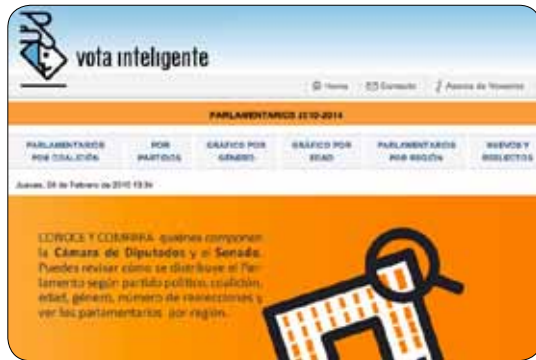 vota inteligente
Home Contacto Acerca de Nosotros
PARLAMENTARIOS 2010-2014
PARLAMENTARIOS POR GRÁFICO POR GRÁFICO POR PARLAMENTARIOS NUEVOS Y
POR COALICIÓN PARTIDOS GÉNERO EDAD POR REGIÓN REELECTOS
Jueves, 04 de Febrero de 2010
CONOCE Y COMPARA quiénes componen
la Cámara de Diputados y el Senado.
Puedes revisar cómo se distribuye el Par-
lamento según partido político, coalición,
edad, género, número de reelecciones y
ver los parlamentarios por región.